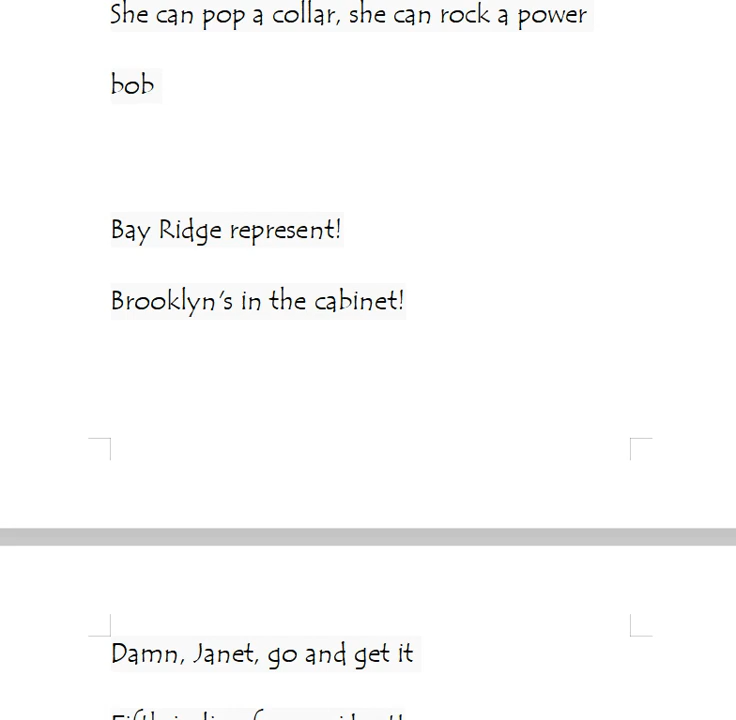 She can pop a collar, she can rock a power
bob
Bay Ridge represent!
Brooklyn's in the cabinet!
Damn, Janet, go and get it